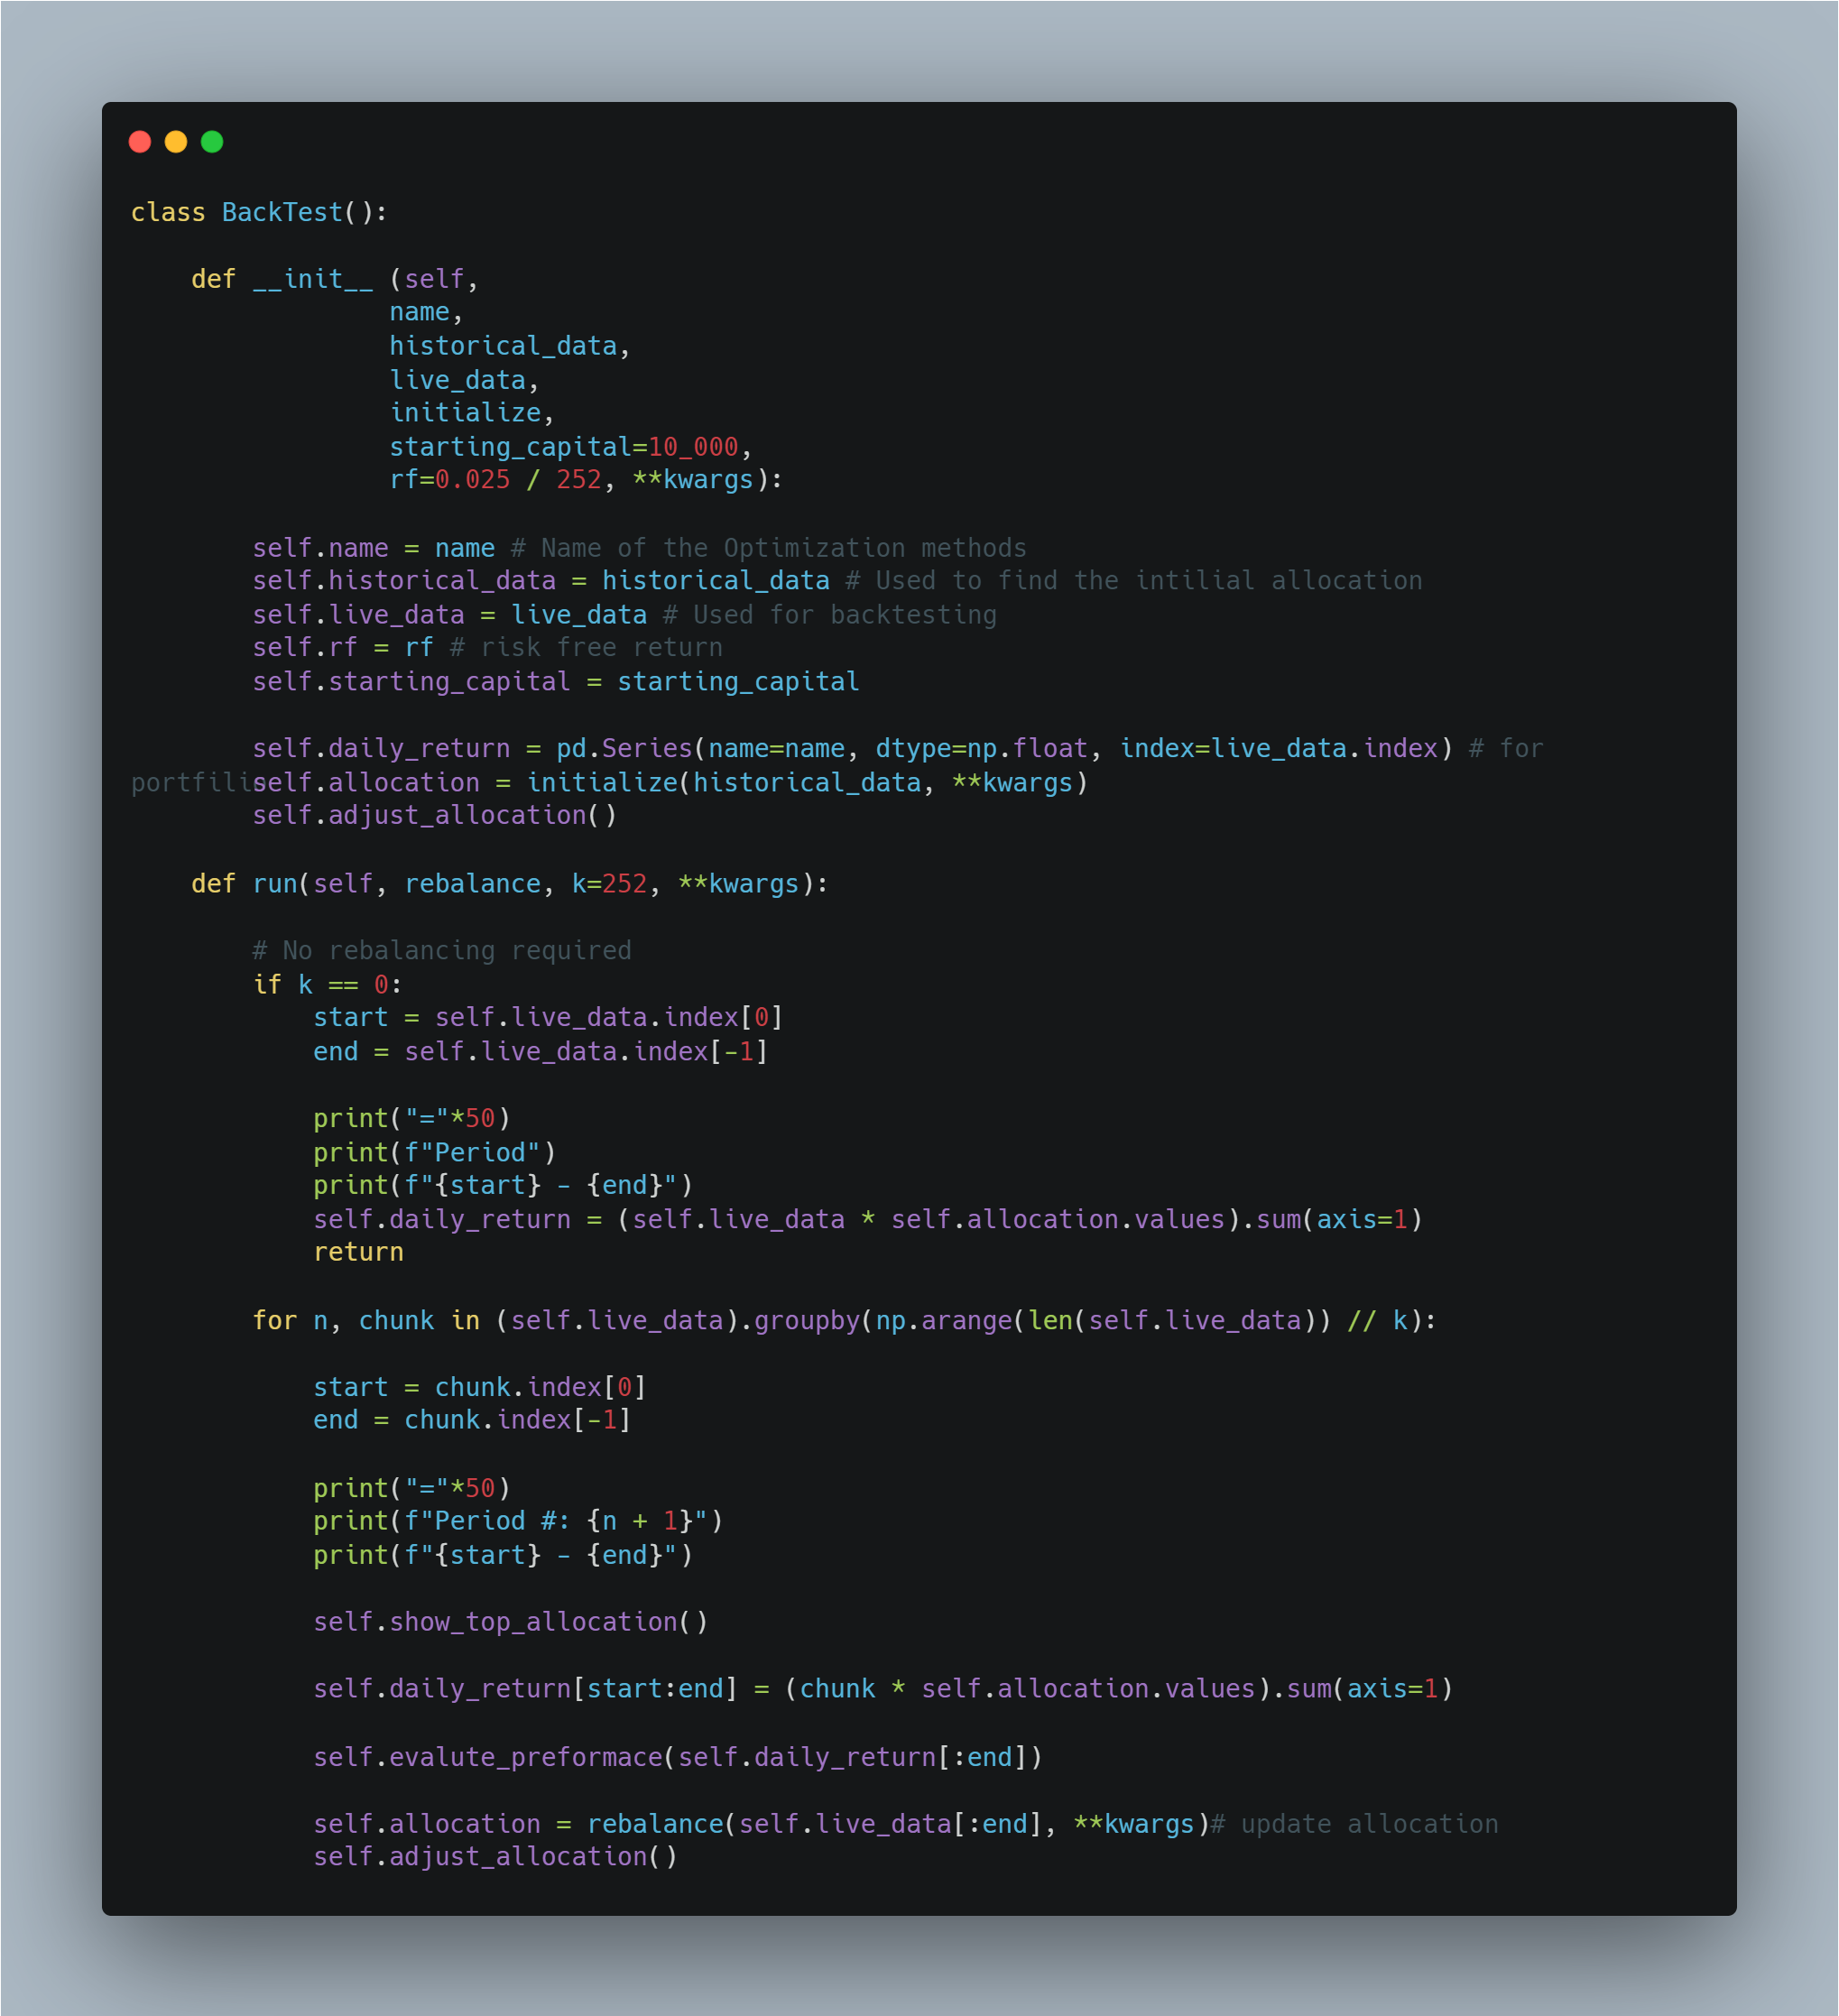 class BackTest():
def __init__ (self,
name,
historical_data,
live_data,
initialize,
starting_capital=10_000,
rf=0.025 / 252, **kwargs):
self.name = name # Name of the Optimization methods
self.historical_data = historical_data # Used to find the intilial allocation
self.live_data = live_data # Used for backtesting
self.rf = rf # risk free return
self.starting_capital = starting_capital
self.daily_return = pd.Series(name=name, dtype=np.float, index=live_data.index) # for
self.allocation = initialize(historical_data, **kwargs)
self.adjust_allocation()
def run(self, rebalance, k=252, **kwargs):
# No rebalancing required
if k == 0:
start = self.live_data.index[0]
end = self.live_data.index[-1]
print("="*50)
print(f"Period")
print(f"{start} - {end}")
self.daily_return = (self.live_data * self.allocation.values).sum(axis=1)
return
for n, chunk in (self.live_data).groupby(np.arange(len(self.live_data)) // k):
start = chunk.index[0]
end = chunk.index[-1]
print("="*50)
print(f"Period #: {n + 1}")
print(f"{start} - {end}")
self.show_top_allocation()
self.daily_return[start:end] = (chunk * self.allocation.values).sum(axis=1)
self.evalute_preformace(self.daily_return[:end])
self.allocation = rebalance(self.live_data[:end], **kwargs)# update allocation
self.adjust_allocation()